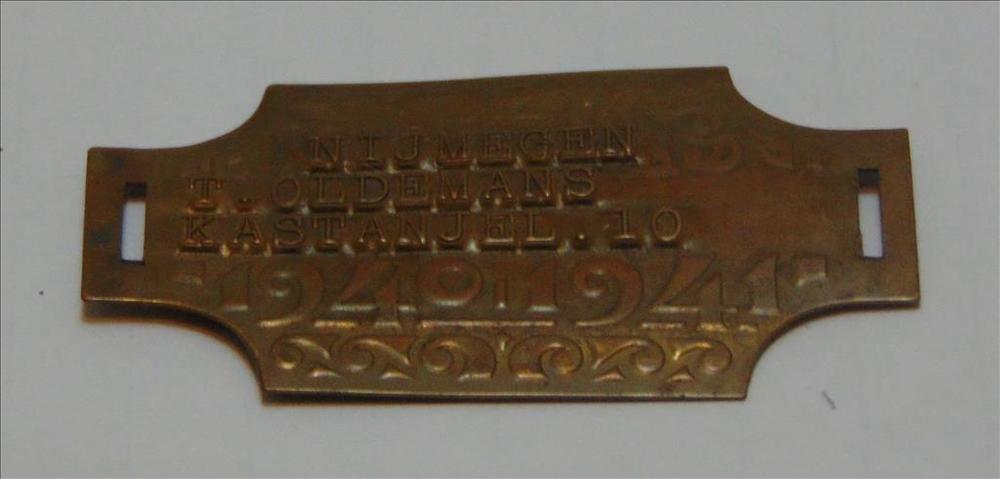 NIJMEGEN
T. OLDEMANS
KASTANJEL. 10
1940-1941